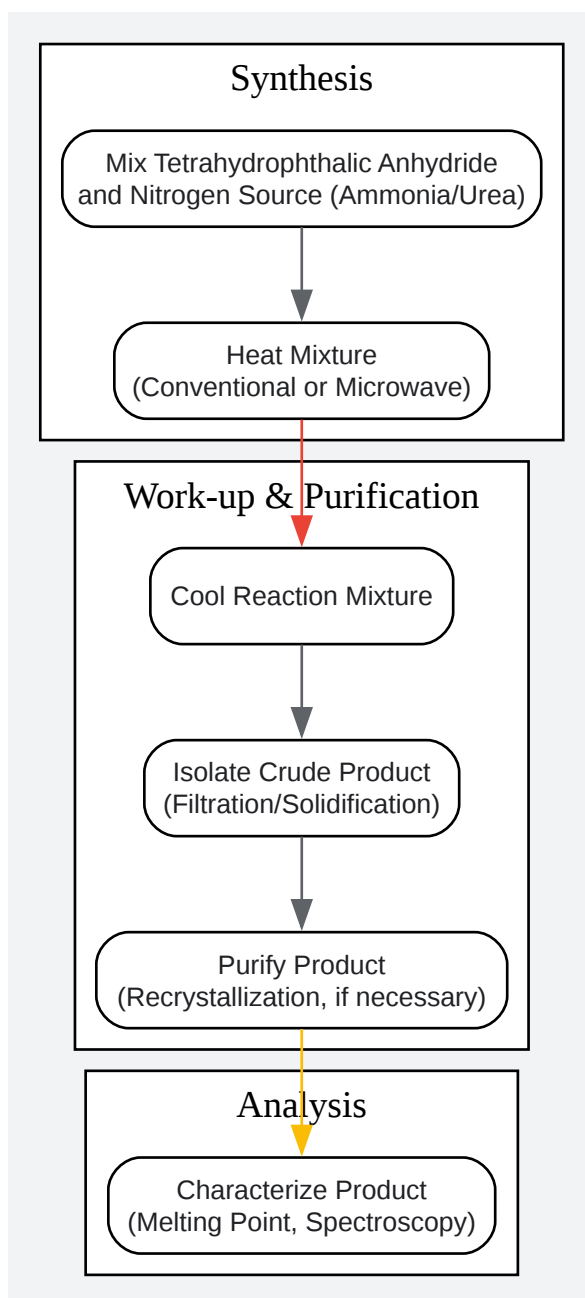 Synthesis
Mix Tetrahydrophthalic Anhydride
and Nitrogen Source (Ammonia/Urea)
Heat Mixture
(Conventional or Microwave)
Work-up & Purification
Cool Reaction Mixture
Isolate Crude Product
(Filtration/Solidification)
Purify Product
(Recrystallization, if necessary)
Analysis
Characterize Product
(Melting Point, Spectroscopy)